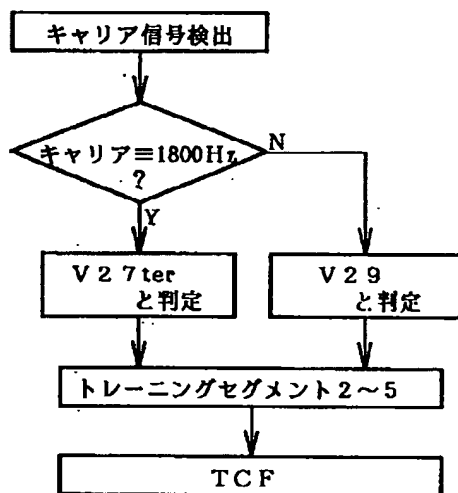 キャリア信号検出
キャリア≡1800Hz
?
N
Y
V27ter
と判定
V29
と判定
トレーニングセグメント2～5
TCF